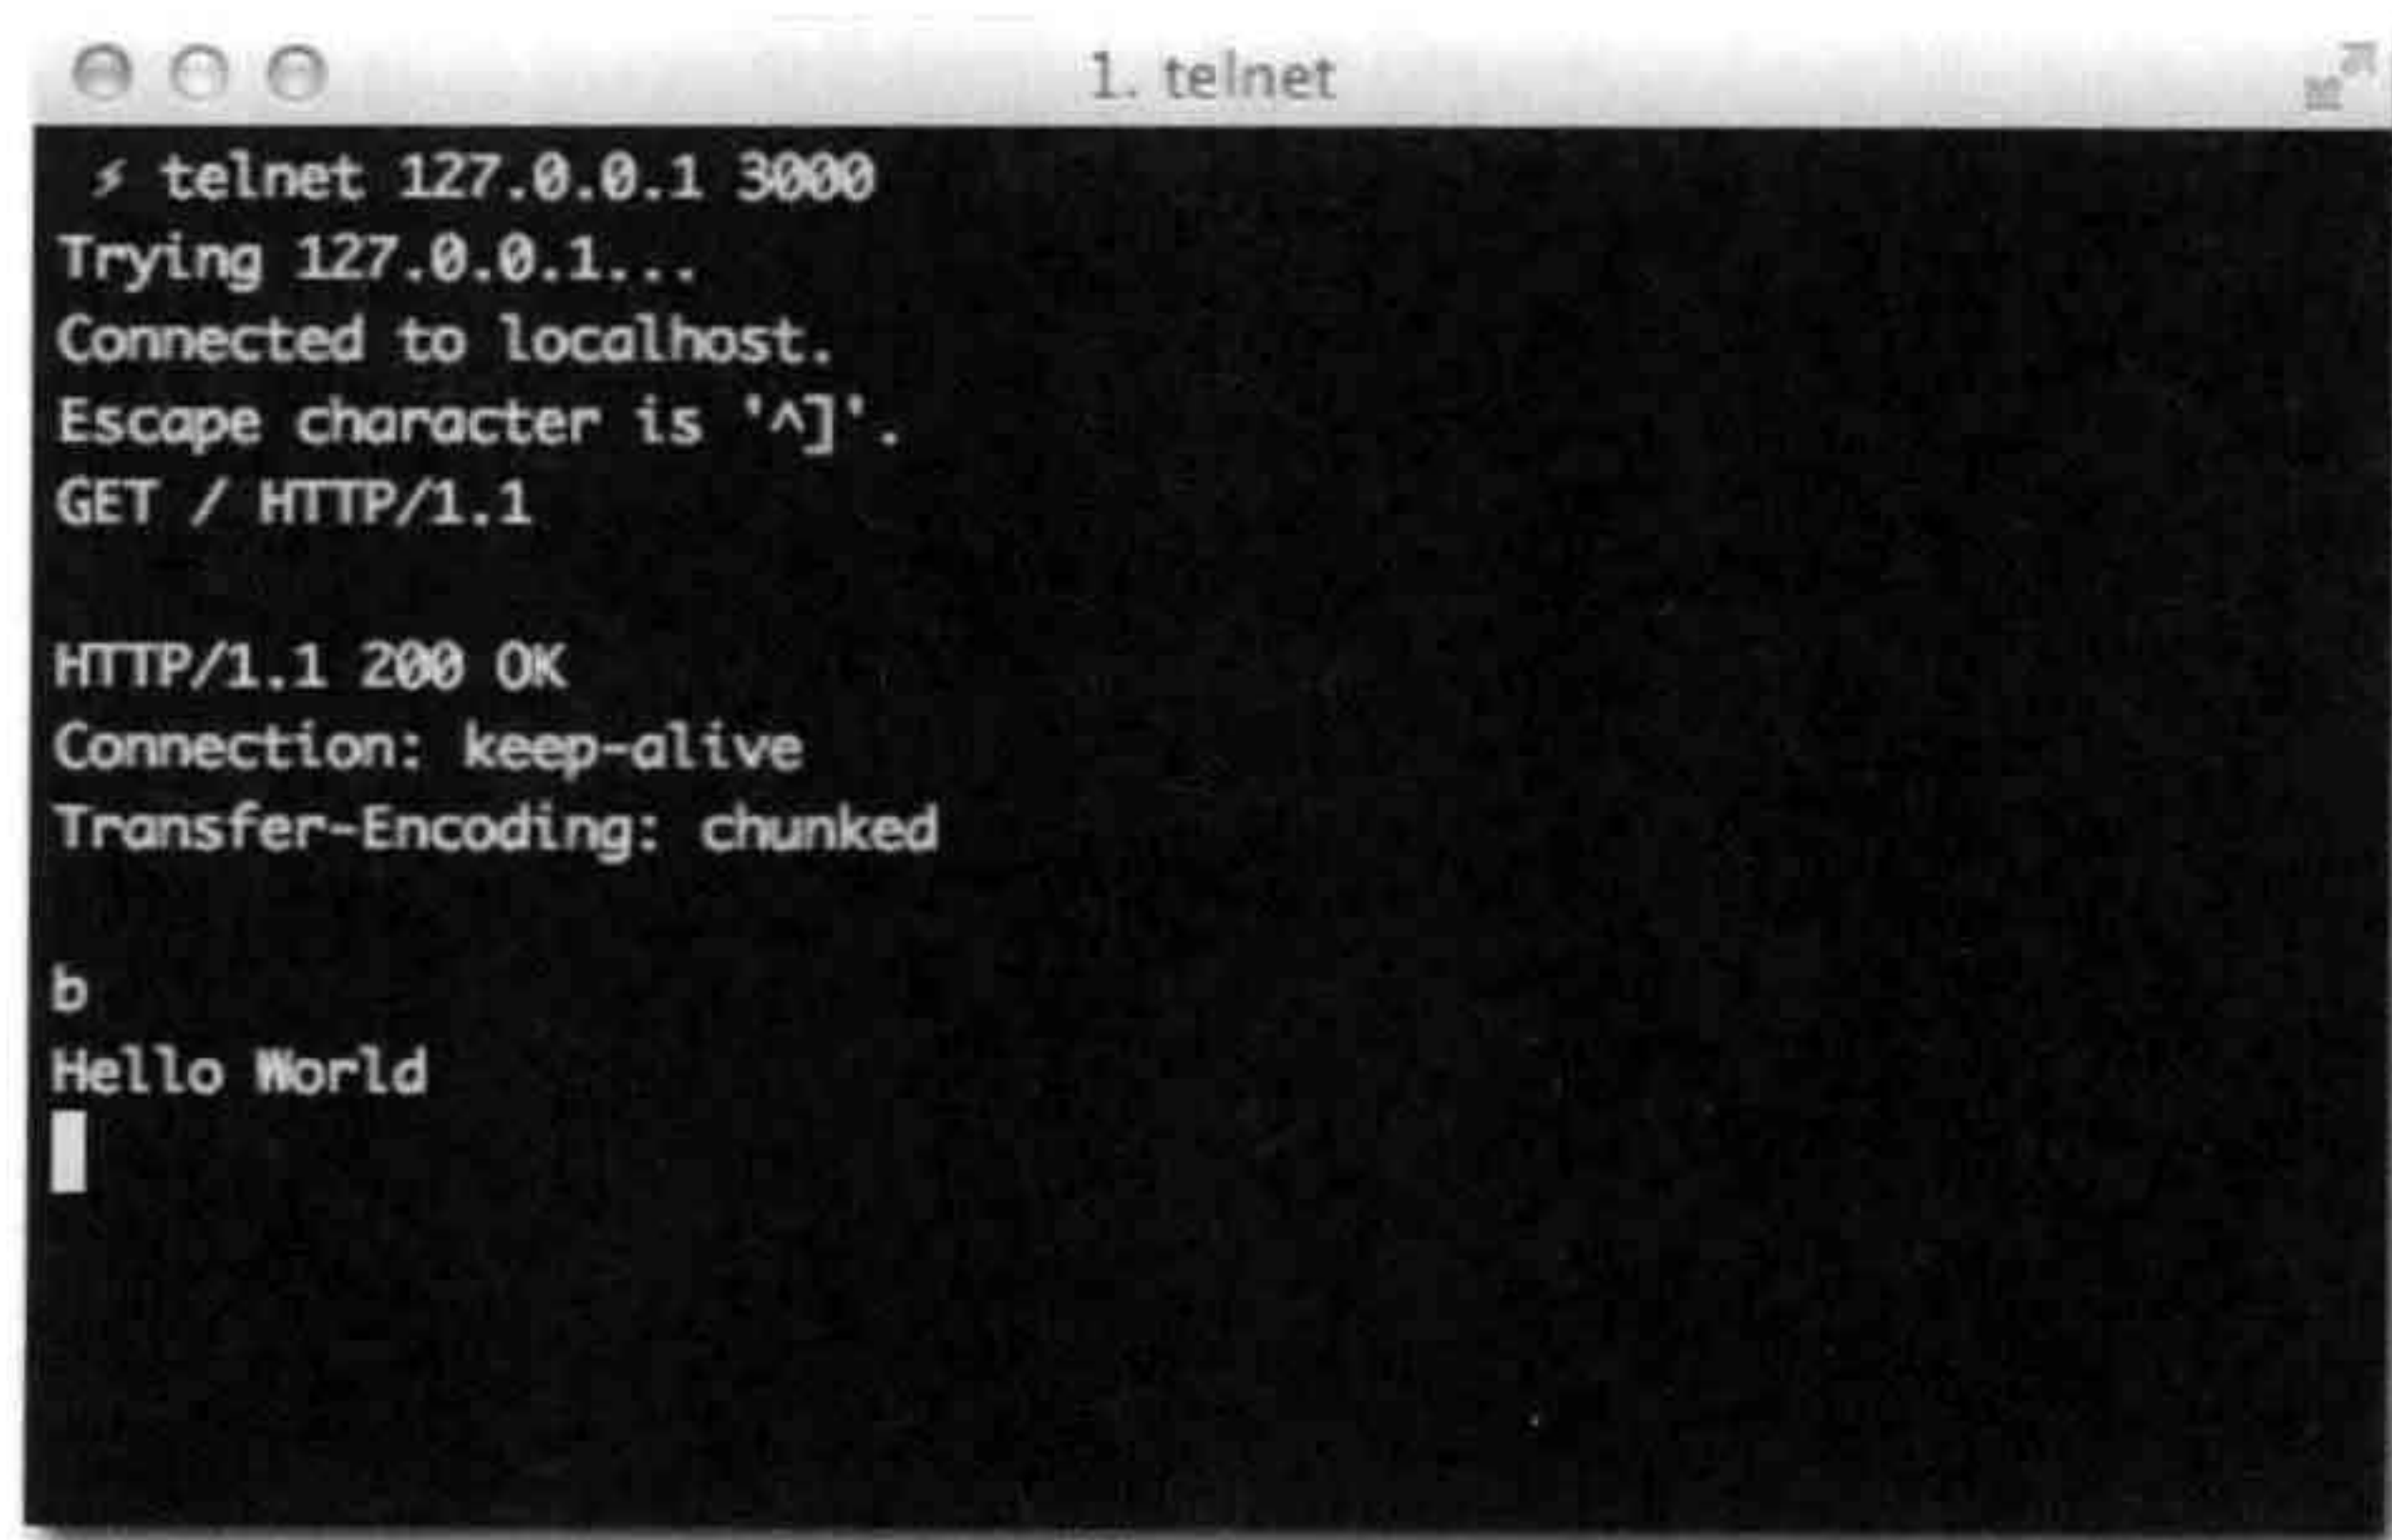 1. telnet
⚡ telnet 127.0.0.1 3000
Trying 127.0.0.1...
Connected to localhost.
Escape character is '^]'.
GET / HTTP/1.1
HTTP/1.1 200 OK
Connection: keep-alive
Transfer-Encoding: chunked
b
Hello World